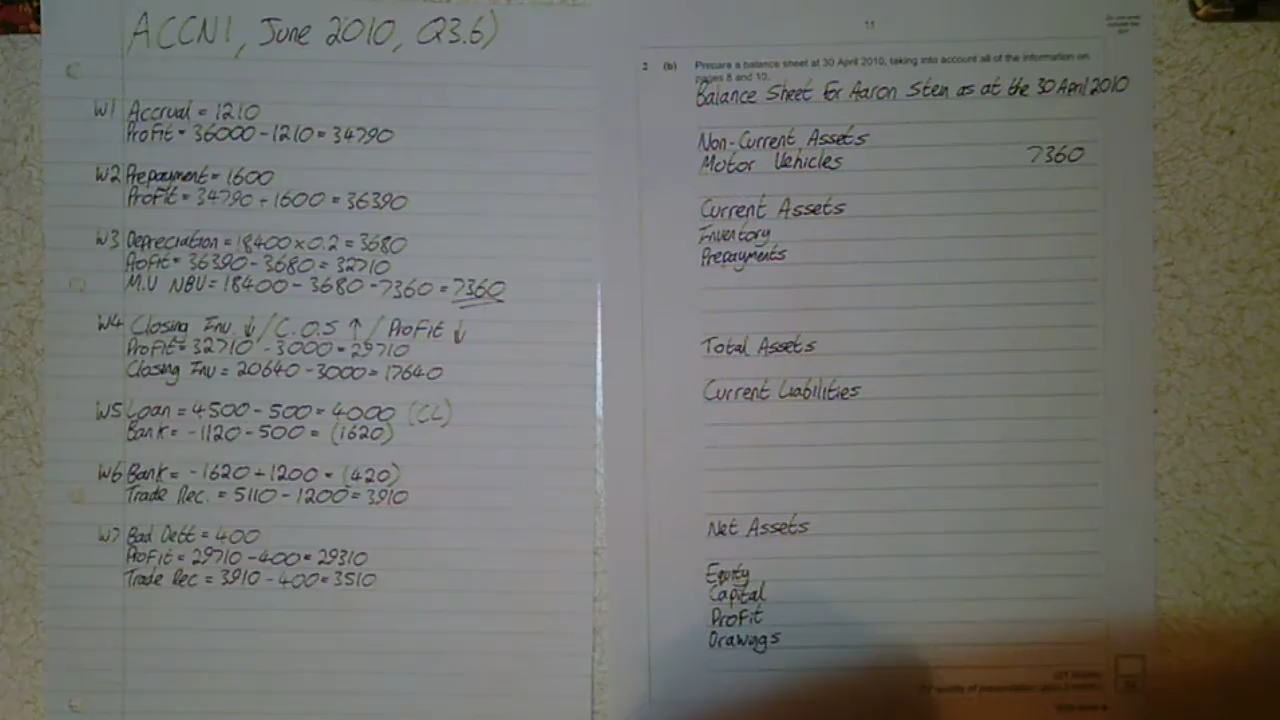 ACCN1, June 2010, Q3.6)
W1 Accrual = 1210
Profit = 36000 - 1210 = 34790
W2 Prepayment = 1600
Profit = 34790 + 1600 = 36390
W3 Depreciation = 18400 x 0.2 = 3680
Profit = 36390 - 3680 = 32710
M.V NBV = 18400 - 3680 - 7360 = 7360
W4 Closing Inv. ↓ / C.O.S ↑ / Profit ↓
Profit = 32710 - 3000 = 29710
Closing Inv = 20640 - 3000 = 17640
W5 Loan = 4500 - 500 = 4000 (CL)
Bank = -1120 - 500 = (1620)
W6 Bank = -1620 + 1200 = (420)
Trade Rec. = 5110 - 1200 = 3910
W7 Bad Debt = 400
Profit = 29710 - 400 = 29310
Trade Rec = 3910 - 400 = 3510
11
2 (b) Prepare a balance sheet at 30 April 2010, taking into account all of the information on
pages 8 and 10.
Balance Sheet for Aaron Sten as at the 30 April 2010
Non-Current Assets
Motor Vehicles 7360
Current Assets
Inventory
Prepayments
Total Assets
Current Liabilities
Net Assets
Equity
Capital
Profit
Drawings